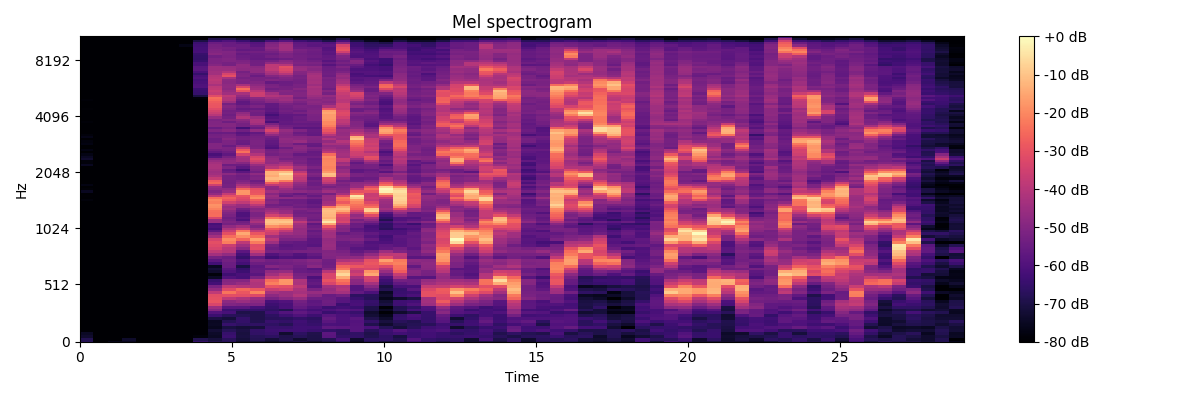 Mel spectrogram
8192
4096
2048
1024
512
0
Hz
0 5 10 15 20 25
Time
+0 dB
-10 dB
-20 dB
-30 dB
-40 dB
-50 dB
-60 dB
-70 dB
-80 dB